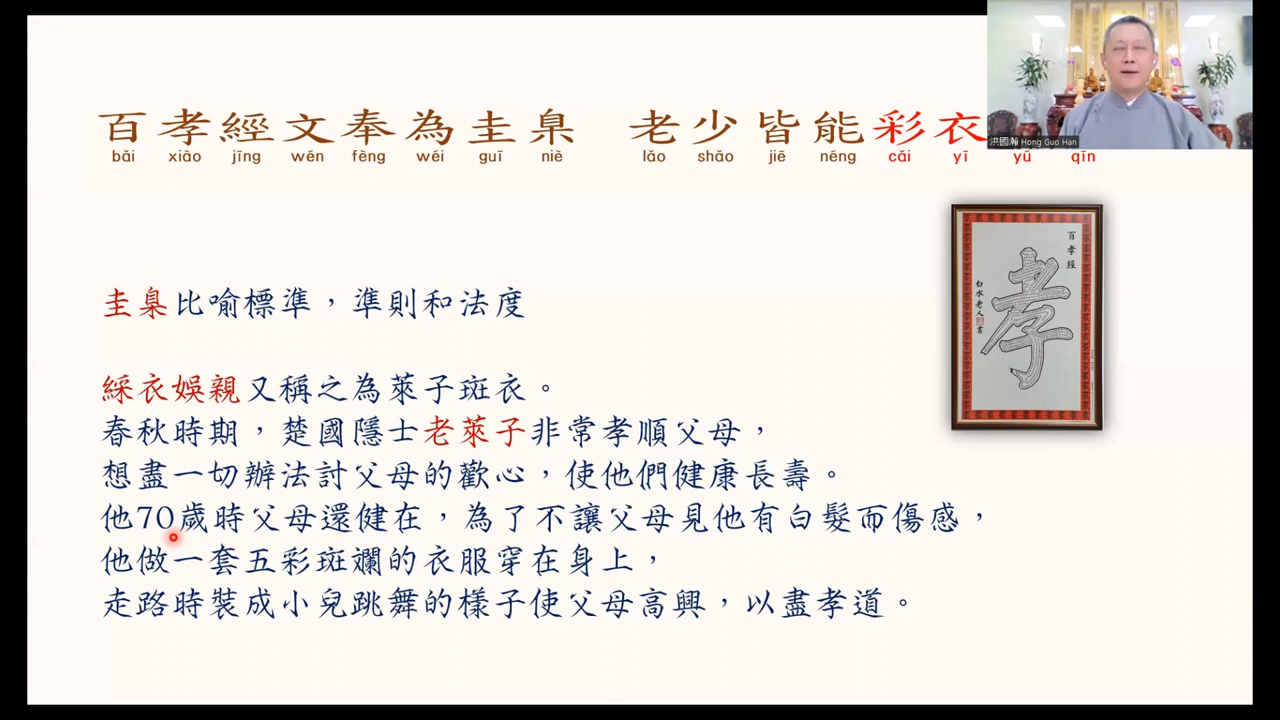 百孝經文奉為圭臬 老少皆能彩衣
bǎi xiào jīng wén fèng wéi guī niè lǎo shǎo jiē néng cǎi yī yú qīn
洪國瀚 Hong Guo Han
百孝經
孝
白水老人書
圭臬比喻標準，準則和法度
綵衣娛親又稱之為萊子斑衣。
春秋時期，楚國隱士老萊子非常孝順父母，
想盡一切辦法討父母的歡心，使他們健康長壽。
他70歲時父母還健在，為了不讓父母見他有白髮而傷感，
他做一套五彩斑斕的衣服穿在身上，
走路時裝成小兒跳舞的樣子使父母高興，以盡孝道。